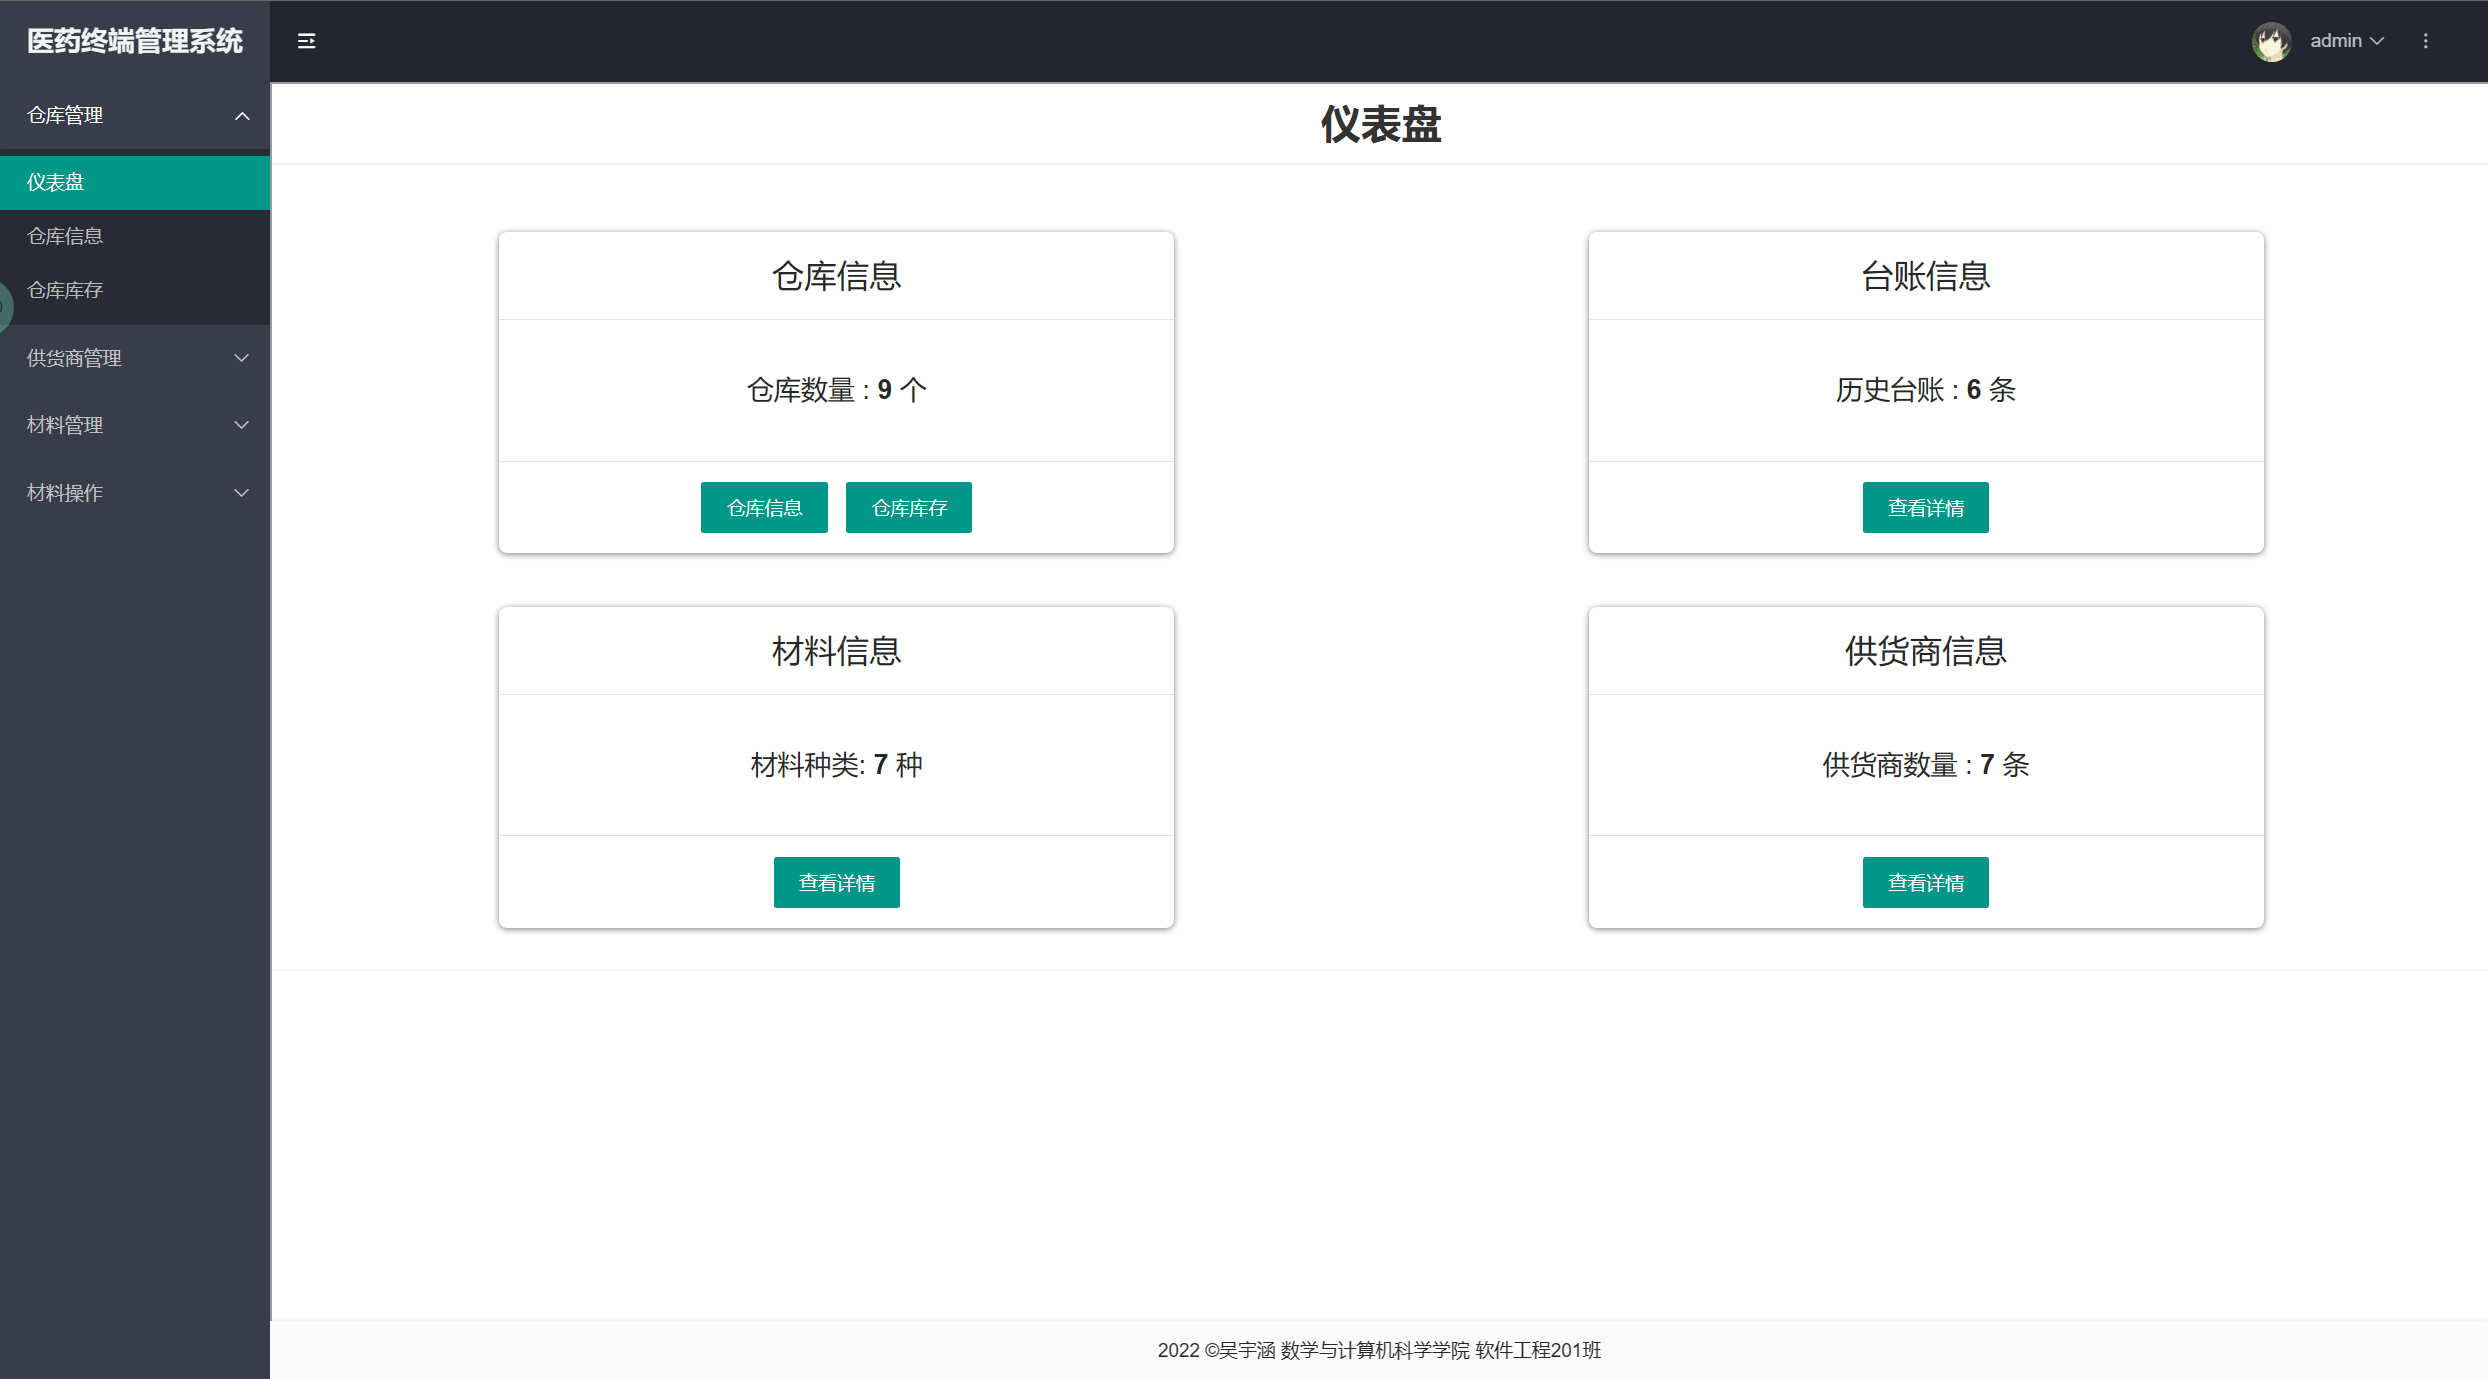 医药终端管理系统
admin
仓库管理
仪表盘
仓库信息
仓库库存
供货商管理
材料管理
材料操作
仪表盘
仓库信息
仓库数量 : 9 个
仓库信息 仓库库存
台账信息
历史台账 : 6 条
查看详情
材料信息
材料种类: 7 种
查看详情
供货商信息
供货商数量 : 7 条
查看详情
2022 ©吴宇涵 数学与计算机科学学院 软件工程201班